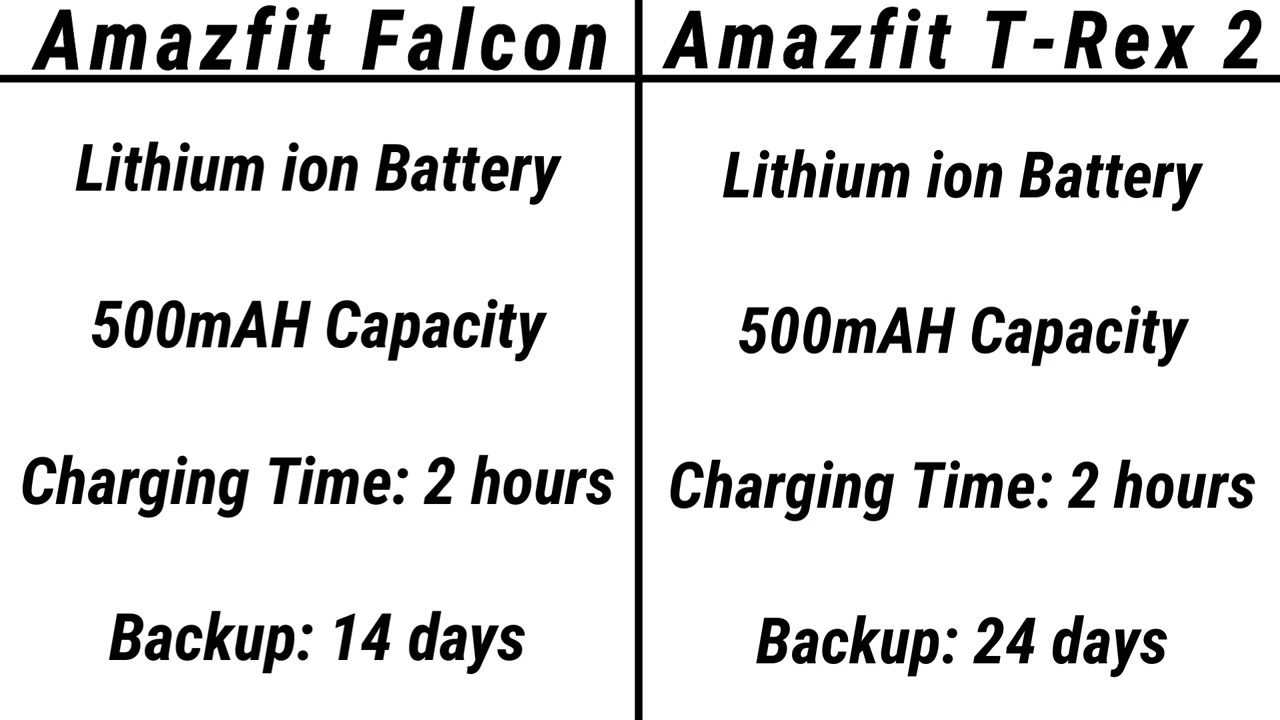 Amazfit Falcon
Amazfit T-Rex 2
Lithium ion Battery
Lithium ion Battery
500mAH Capacity
500mAH Capacity
Charging Time: 2 hours
Charging Time: 2 hours
Backup: 14 days
Backup: 24 days